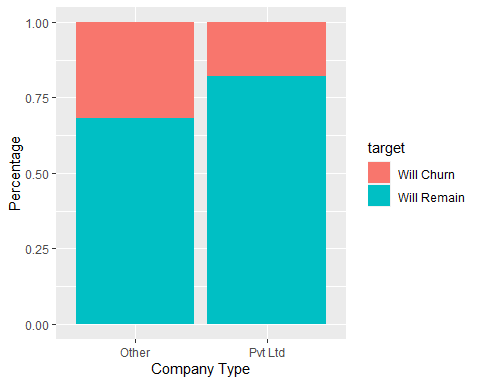 Percentage
1.00
0.75
0.50
0.25
0.00
Other
Pvt Ltd
Company Type
target
Will Churn
Will Remain